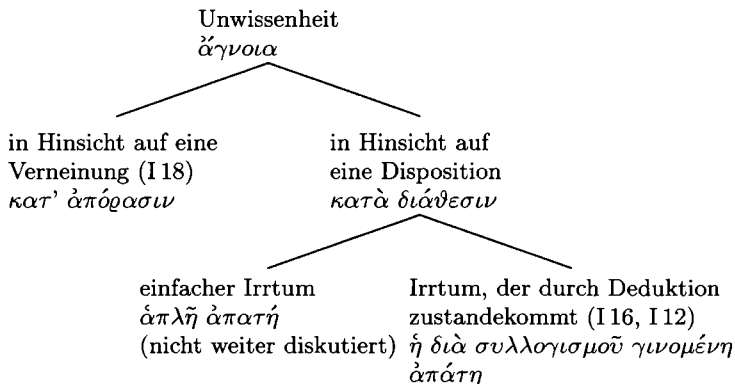 Unwissenheit
ἄγνοια
in Hinsicht auf eine
Verneinung (I 18)
κατ' ἀπόϱασιν
in Hinsicht auf
eine Disposition
κατὰ διάϑεσιν
einfacher Irrtum
ἁπλῆ ἀπατή
(nicht weiter diskutiert)
Irrtum, der durch Deduktion
zustandekommt (I 16, I 12)
ἡ διὰ συλλογισμοῦ γινομένη
ἀπάτη